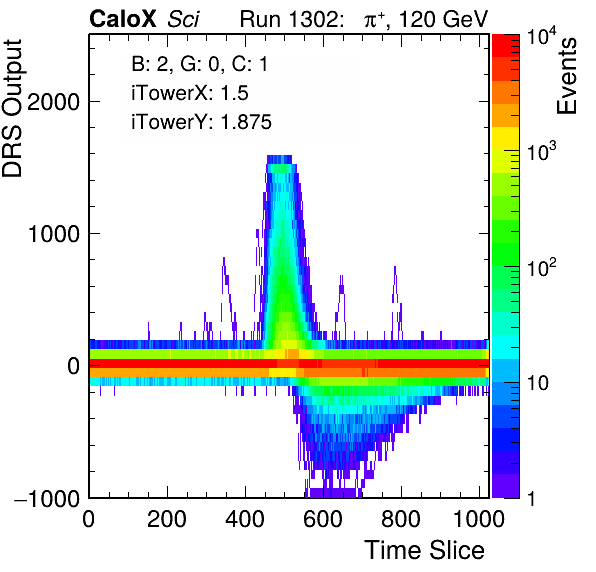 CaloX Sci Run 1302: π⁺, 120 GeV
B: 2, G: 0, C: 1
iTowerX: 1.5
iTowerY: 1.875
DRS Output
2000
1000
0
−1000
0 200 400 600 800 1000
Time Slice
Events
10⁴
10³
10²
10
1